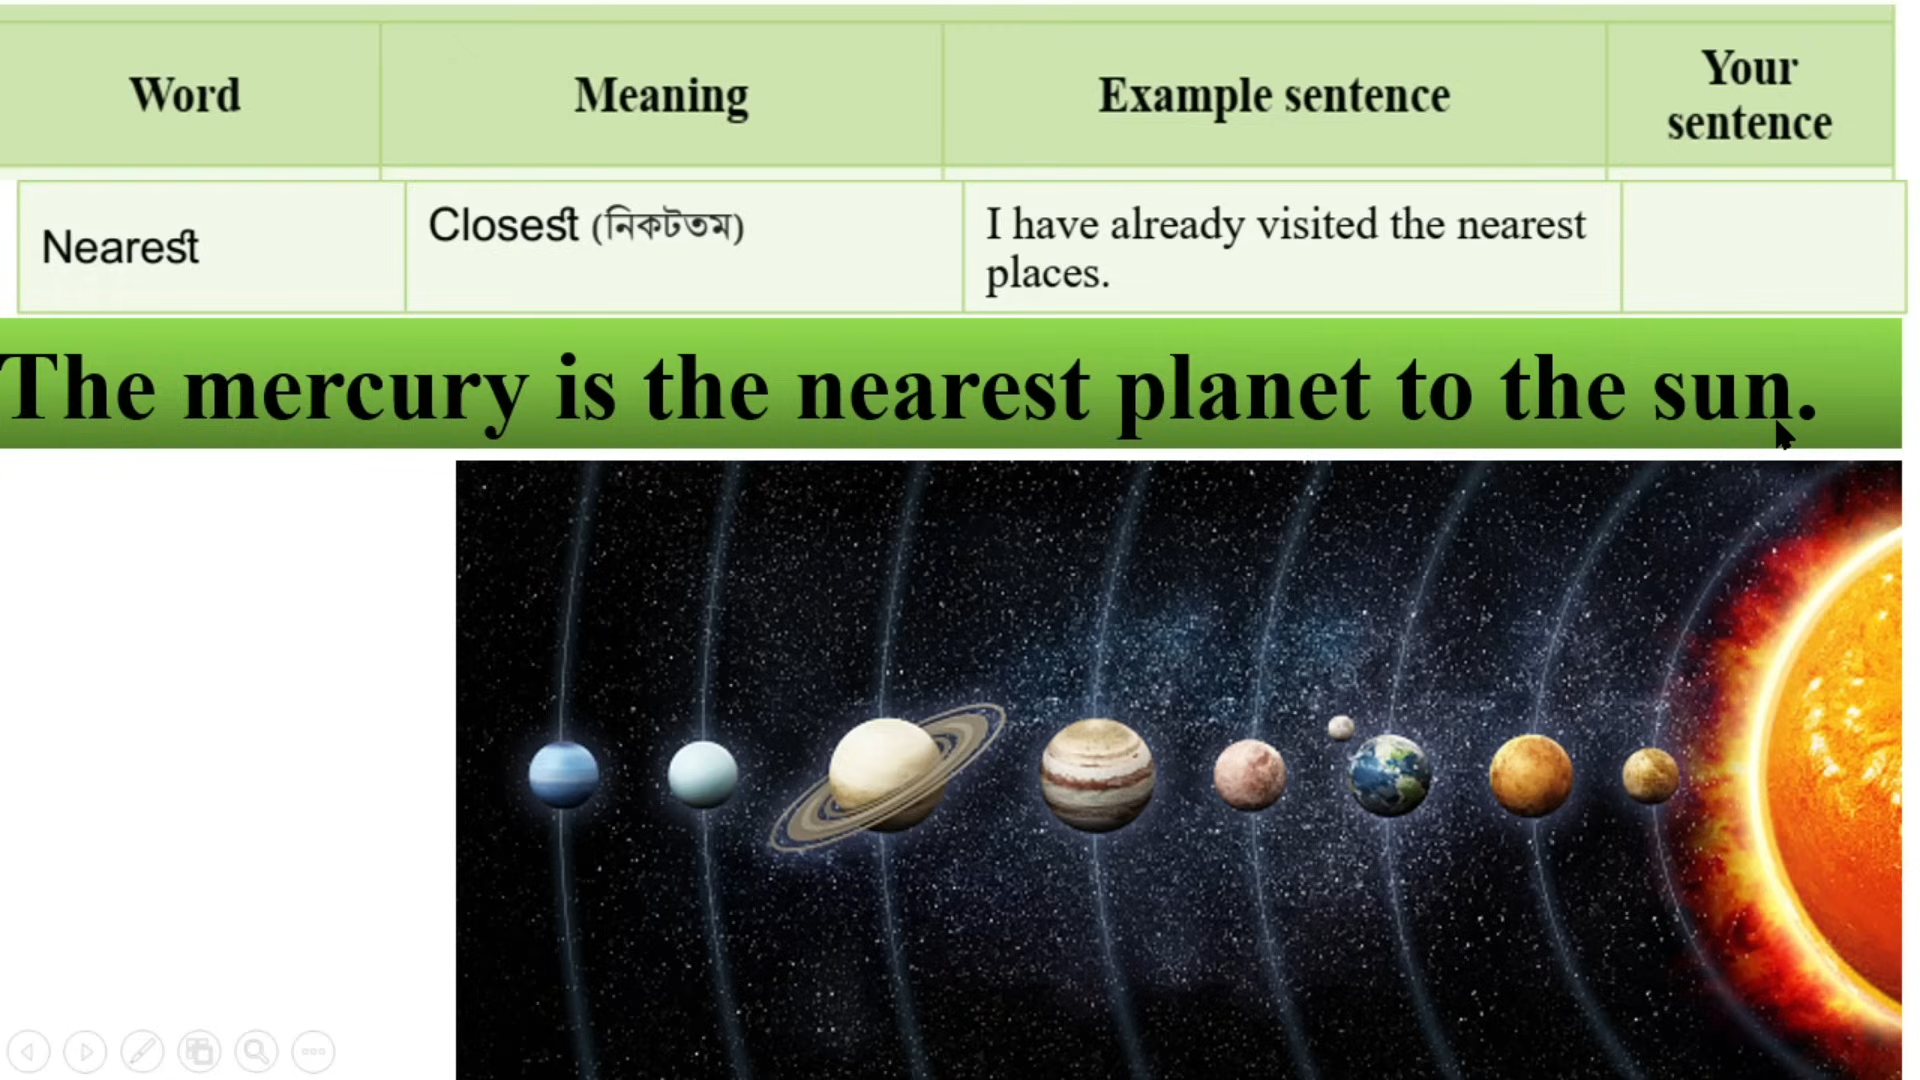 Word Meaning Example sentence Your sentence
Nearest Closest (নিকটতম) I have already visited the nearest places.
The mercury is the nearest planet to the sun.